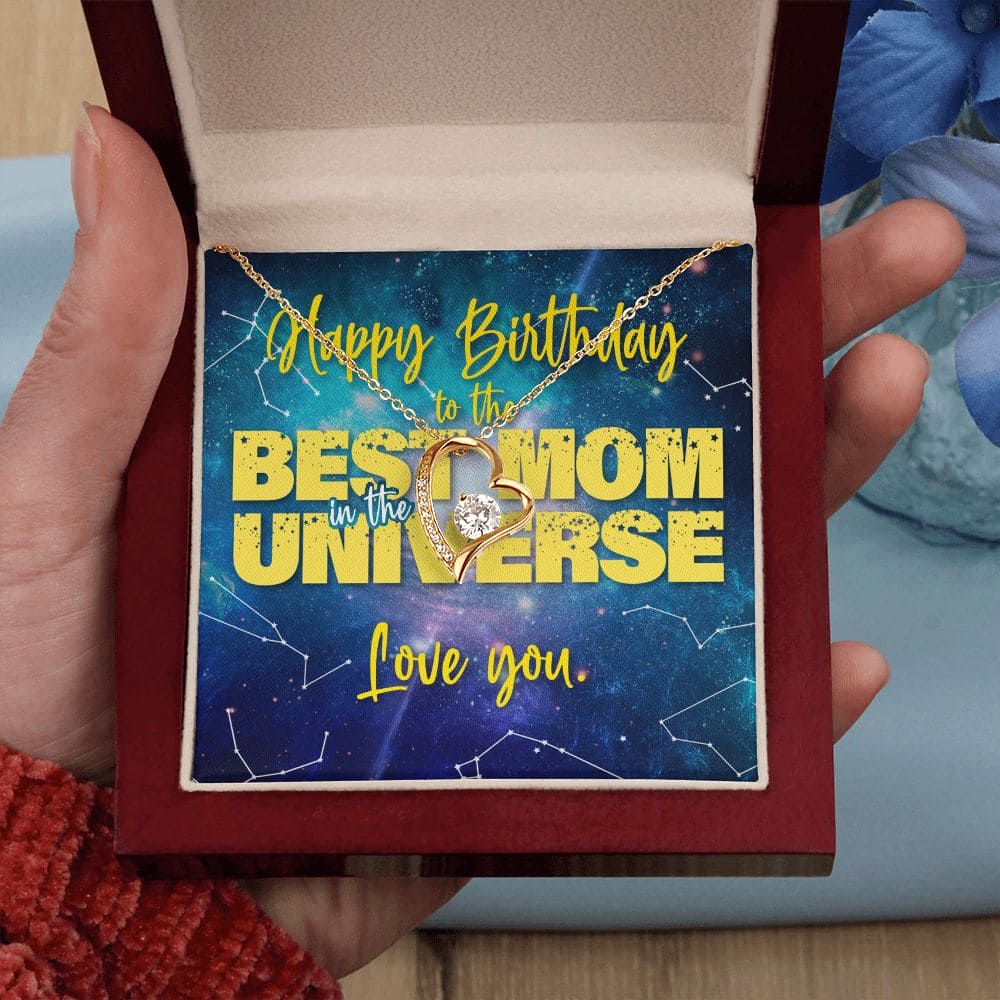 Happy Birthday
to the
BEST MOM
in the
UNIVERSE
Love you.